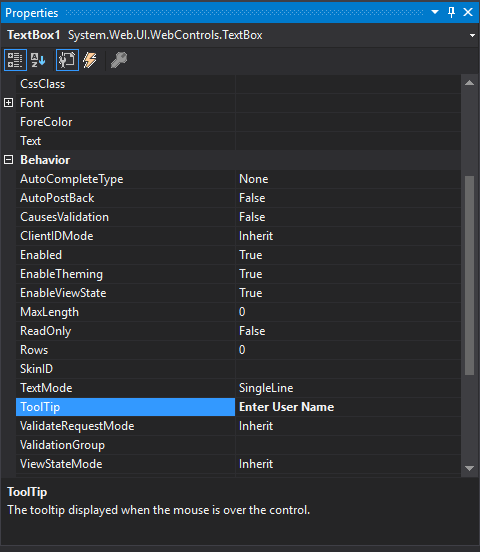 Properties
TextBox1 System.Web.UI.WebControls.TextBox
CssClass
Font
ForeColor
Text
Behavior
AutoCompleteType None
AutoPostBack False
CausesValidation False
ClientIDMode Inherit
Enabled True
EnableTheming True
EnableViewState True
MaxLength 0
ReadOnly False
Rows 0
SkinID
TextMode SingleLine
ToolTip Enter User Name
ValidateRequestMode Inherit
ValidationGroup
ViewStateMode Inherit
ToolTip
The tooltip displayed when the mouse is over the control.